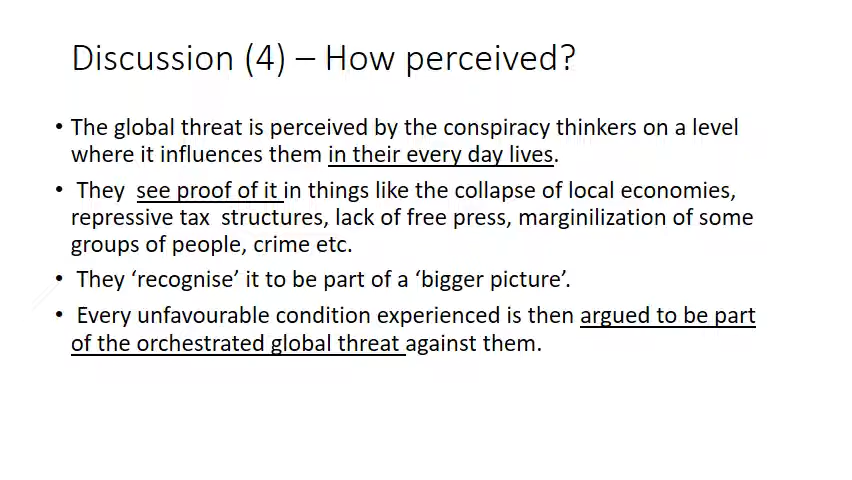 Discussion (4) – How perceived?
• The global threat is perceived by the conspiracy thinkers on a level
where it influences them in their every day lives.
• They see proof of it in things like the collapse of local economies,
repressive tax structures, lack of free press, marginilization of some
groups of people, crime etc.
• They ‘recognise’ it to be part of a ‘bigger picture’.
• Every unfavourable condition experienced is then argued to be part
of the orchestrated global threat against them.